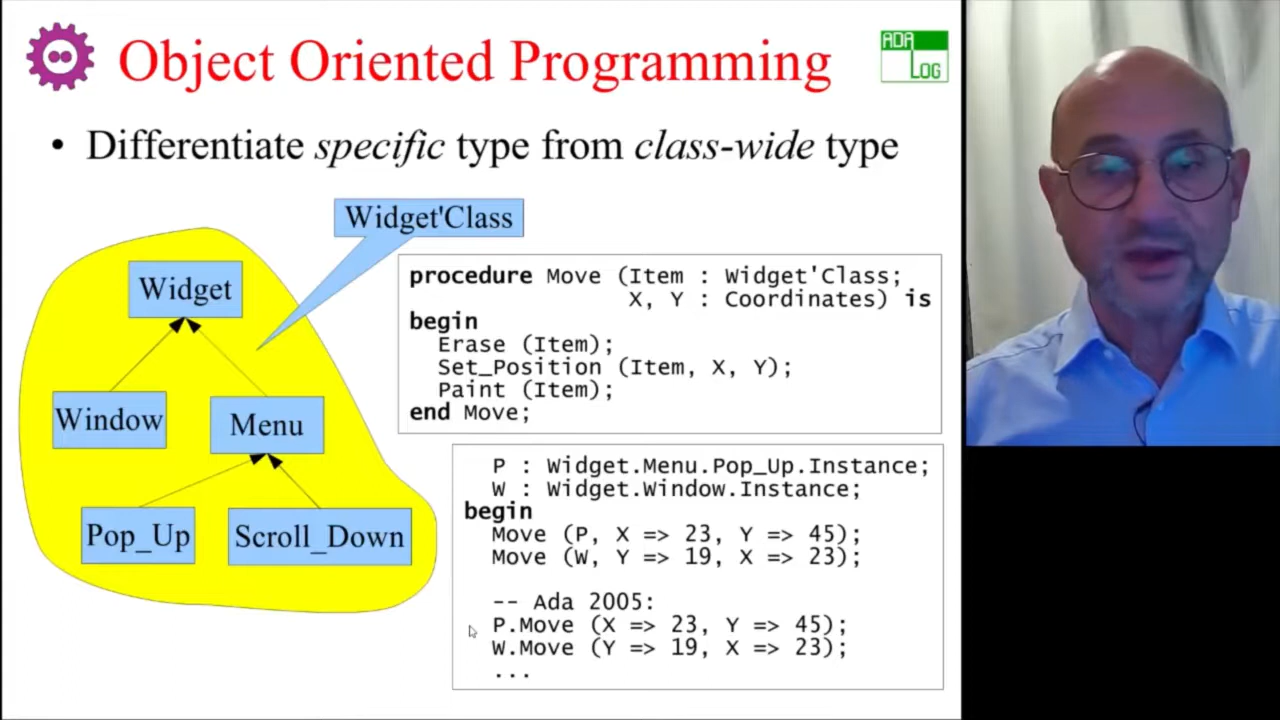 Object Oriented Programming
ADA
LOG
• Differentiate specific type from class-wide type
Widget'Class
Widget
Window
Menu
Pop_Up
Scroll_Down
procedure Move (Item : Widget'Class;
X, Y : Coordinates) is
begin
Erase (Item);
Set_Position (Item, X, Y);
Paint (Item);
end Move;
P : Widget.Menu.Pop_Up.Instance;
W : Widget.Window.Instance;
begin
Move (P, X => 23, Y => 45);
Move (W, Y => 19, X => 23);
-- Ada 2005:
P.Move (X => 23, Y => 45);
W.Move (Y => 19, X => 23);
...